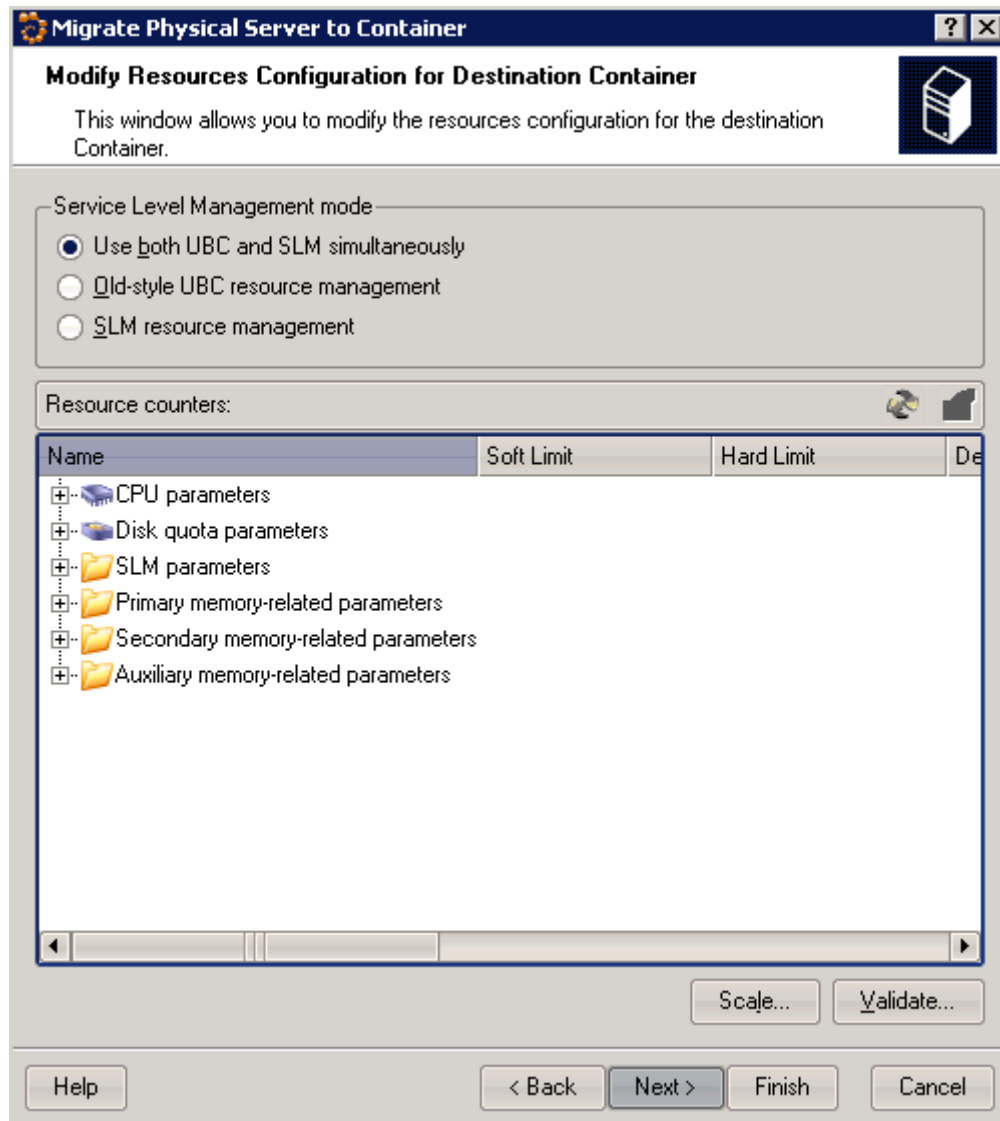 Migrate Physical Server to Container
Modify Resources Configuration for Destination Container
This window allows you to modify the resources configuration for the destination
Container.
Service Level Management mode
Use both UBC and SLM simultaneously
Old-style UBC resource management
SLM resource management
Resource counters:
Name Soft Limit Hard Limit De
CPU parameters
Disk quota parameters
SLM parameters
Primary memory-related parameters
Secondary memory-related parameters
Auxiliary memory-related parameters
Scale... Validate...
Help < Back Next > Finish Cancel